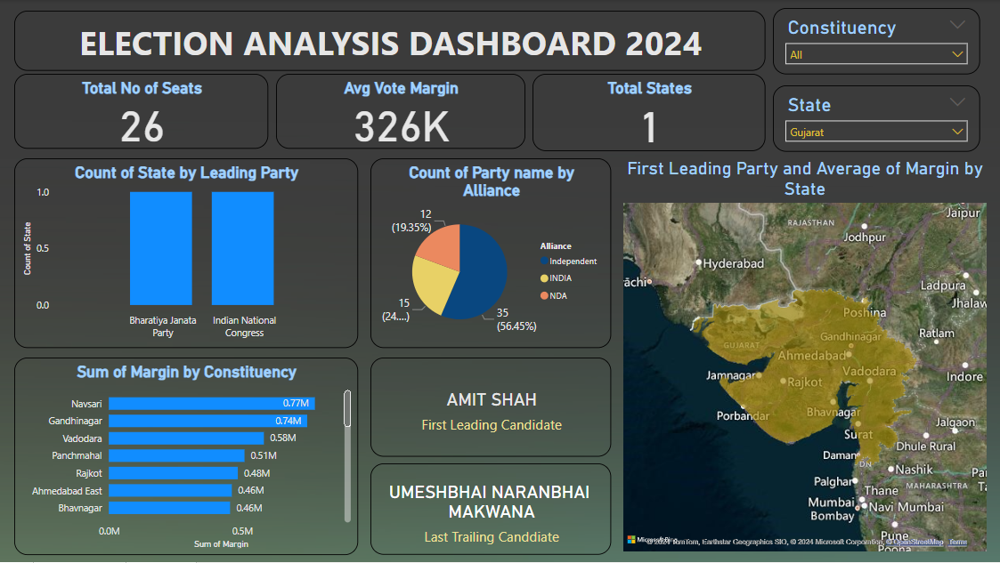 ELECTION ANALYSIS DASHBOARD 2024
Constituency
All
State
Gujarat
Total No of Seats
26
Avg Vote Margin
326K
Total States
1
Count of State by Leading Party
1.0
0.5
0.0
Count of State
Bharatiya Janata
Party
Indian National
Congress
Count of Party name by
Alliance
12
(19.35%)
15
(24....)
35
(56.45%)
Alliance
Independent
INDIA
NDA
First Leading Party and Average of Margin by
State
Jaipur
RAJASTHAN
Jodhpur
Hyderabad
āchi
Ladpura
Jhalaw
Poshina
Ratlam
GUJARAT
Gandhinagar
Ahmedabad
Indore
Jamnagar
Rajkot
Vadodara
Porbandar
Bhavnagar
Jalgaon
Surat
Dhule Rural
Daman
DN
Nashik
Palghar
Thane
MAHARASHTRA
Mumbai
Bombay
Navi Mumbai
Pune
Poona
Microsoft Bing
© 2024 TomTom, Earthstar Geographics SIO, © 2024 Microsoft Corporation, © OpenStreetMap Terms
Sum of Margin by Constituency
Navsari 0.77M
Gandhinagar 0.74M
Vadodara 0.58M
Panchmahal 0.51M
Rajkot 0.48M
Ahmedabad East 0.46M
Bhavnagar 0.46M
0.0M 0.5M
Sum of Margin
AMIT SHAH
First Leading Candidate
UMESHBHAI NARANBHAI
MAKWANA
Last Trailing Canddiate